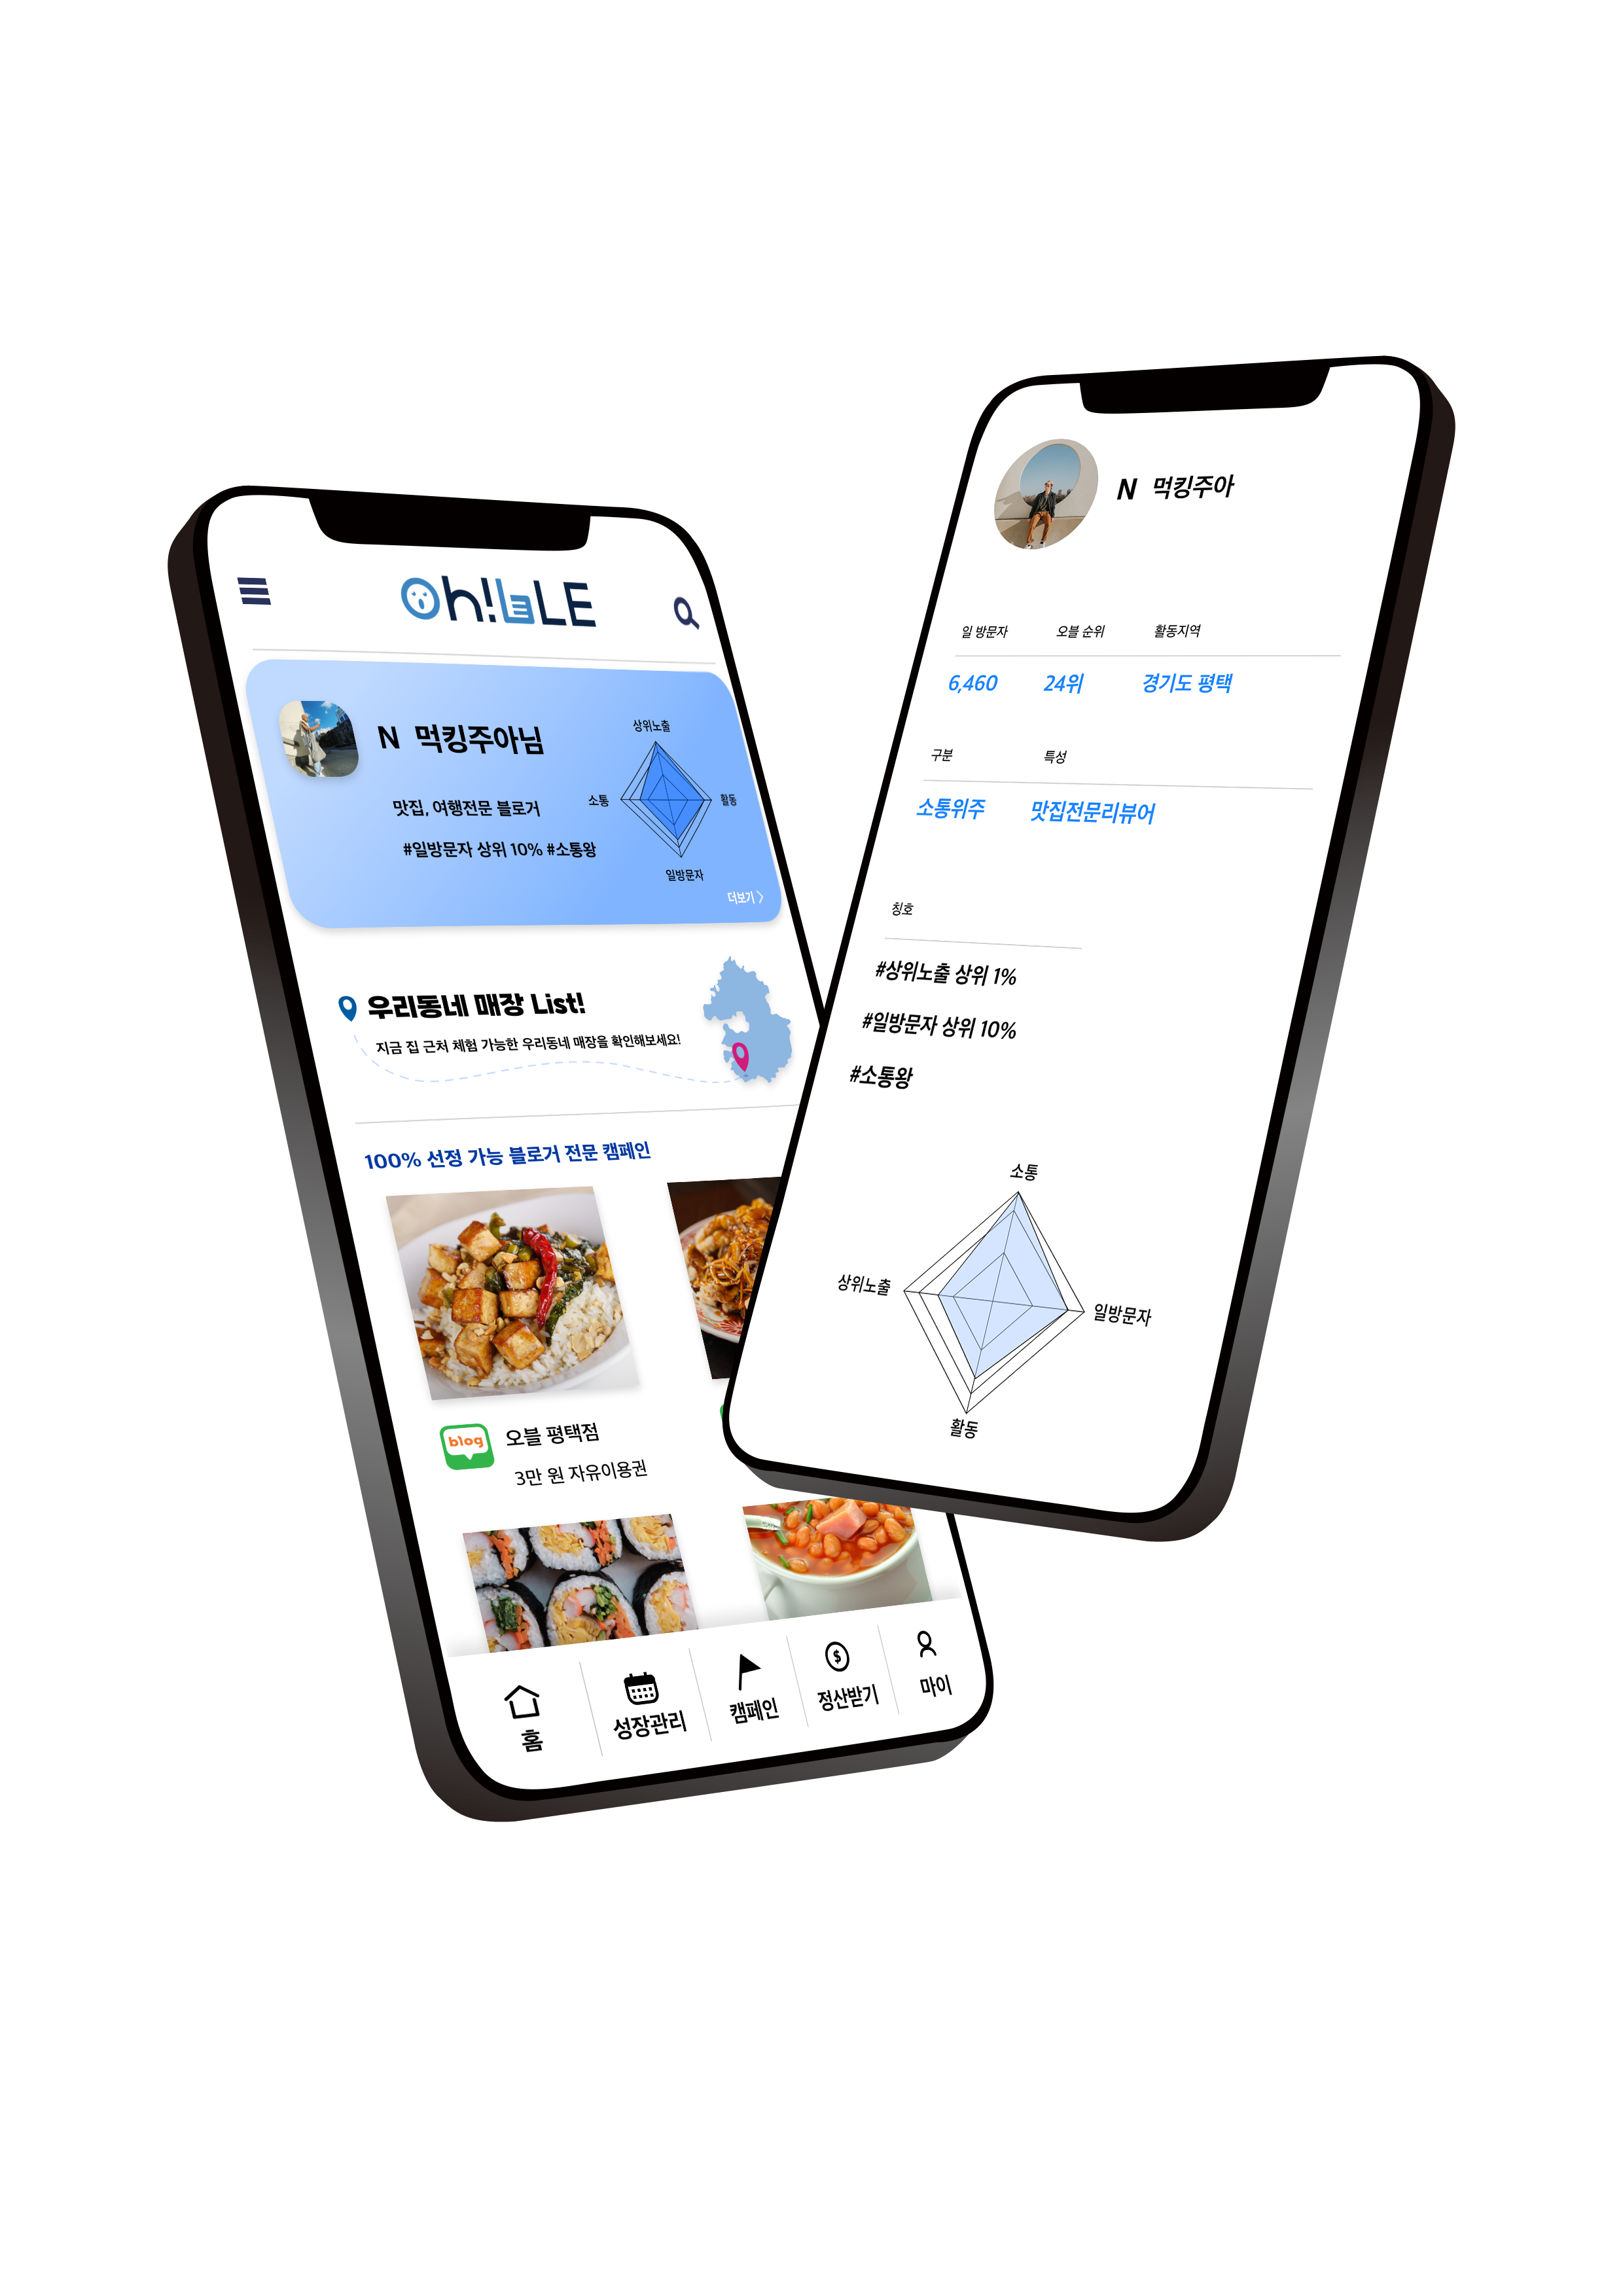 Oh!bLE
N 먹킹주아님
맛집, 여행전문 블로거
#일방문자 상위 10% #소통왕
상위노출
소통
활동
일방문자
더보기 >
우리동네 매장 List!
지금 집 근처 체험 가능한 우리동네 매장을 확인해보세요!
100% 선정 가능 블로거 전문 캠페인
blog
오블 평택점
3만 원 자유이용권
홈
성장관리
캠페인
$
정산받기
마이
N 먹킹주아
일 방문자 오블 순위 활동지역
6,460 24위 경기도 평택
구분 특성
소통위주 맛집전문리뷰어
칭호
#상위노출 상위 1%
#일방문자 상위 10%
#소통왕
소통
상위노출
일방문자
활동